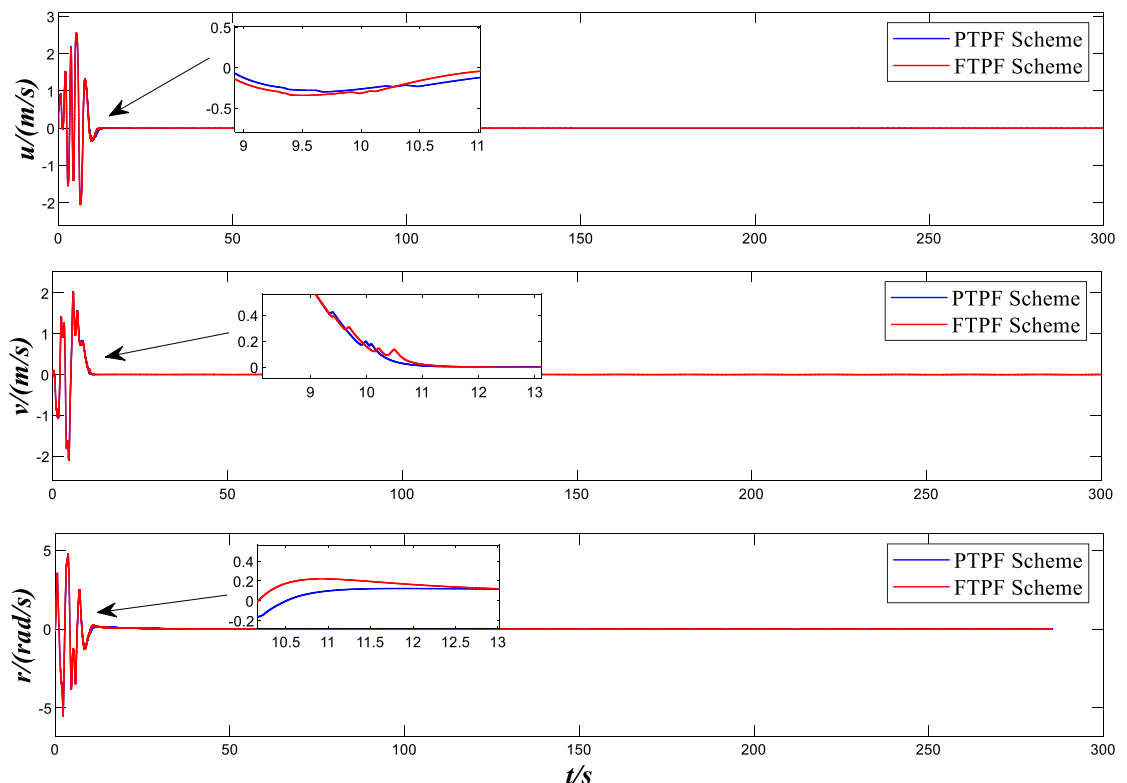 u/(m/s)
3
2
1
0
-1
-2
0 50 100 150 200 250 300
0.5
0
-0.5
9 9.5 10 10.5 11
PTPF Scheme
FTPF Scheme
v/(m/s)
2
1
0
-1
-2
0 50 100 150 200 250 300
0.4
0.2
0
9 10 11 12 13
PTPF Scheme
FTPF Scheme
r/(rad/s)
5
0
-5
0 50 100 150 200 250 300
0.4
0.2
0
-0.2
10.5 11 11.5 12 12.5 13
PTPF Scheme
FTPF Scheme
t/s